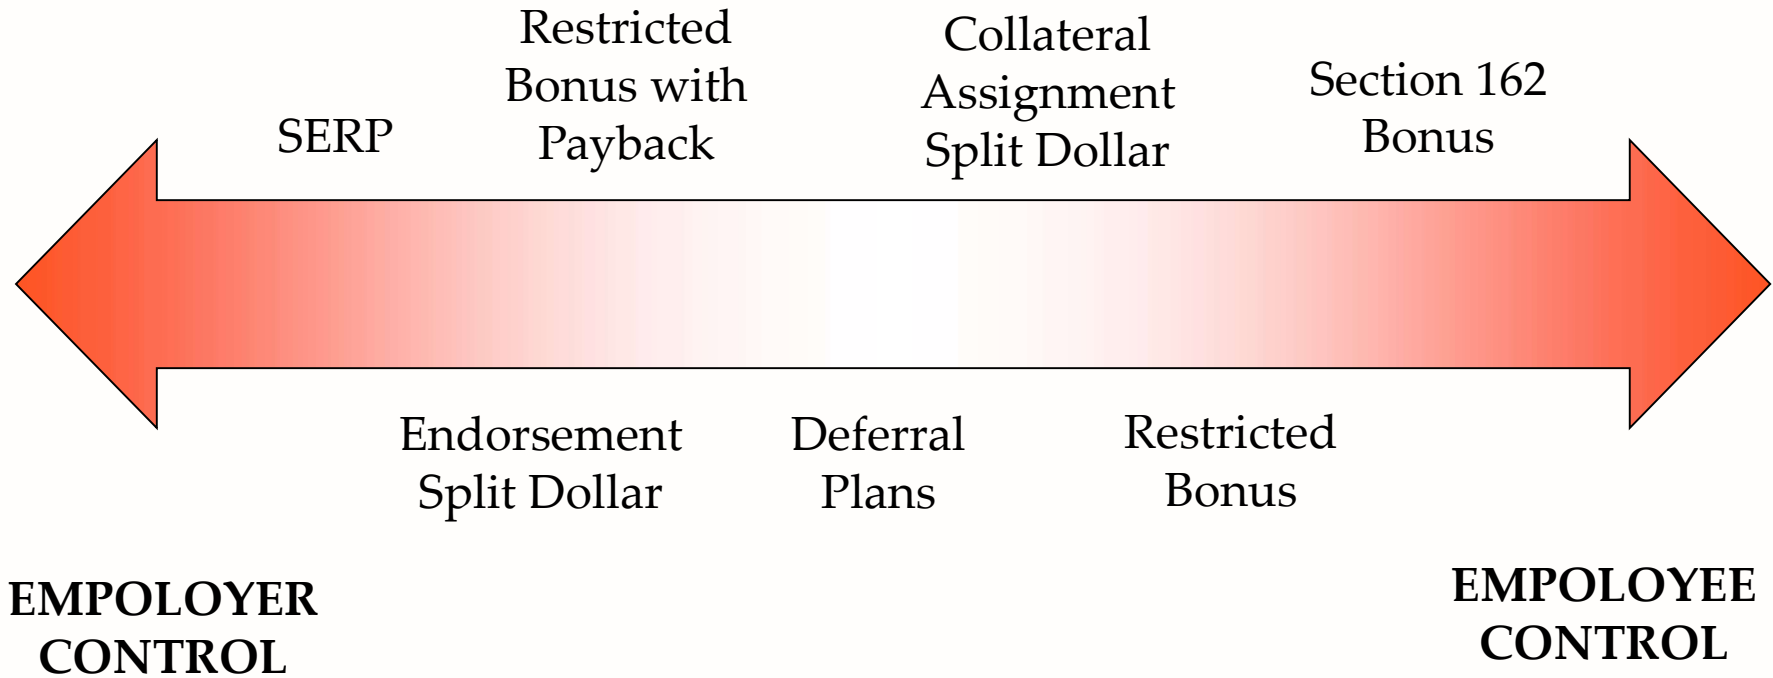 Restricted
Bonus with
Payback
Collateral
Assignment
Split Dollar
Section 162
Bonus
SERP
Endorsement
Split Dollar
Deferral
Plans
Restricted
Bonus
EMPOLOYER
CONTROL
EMPOLOYEE
CONTROL